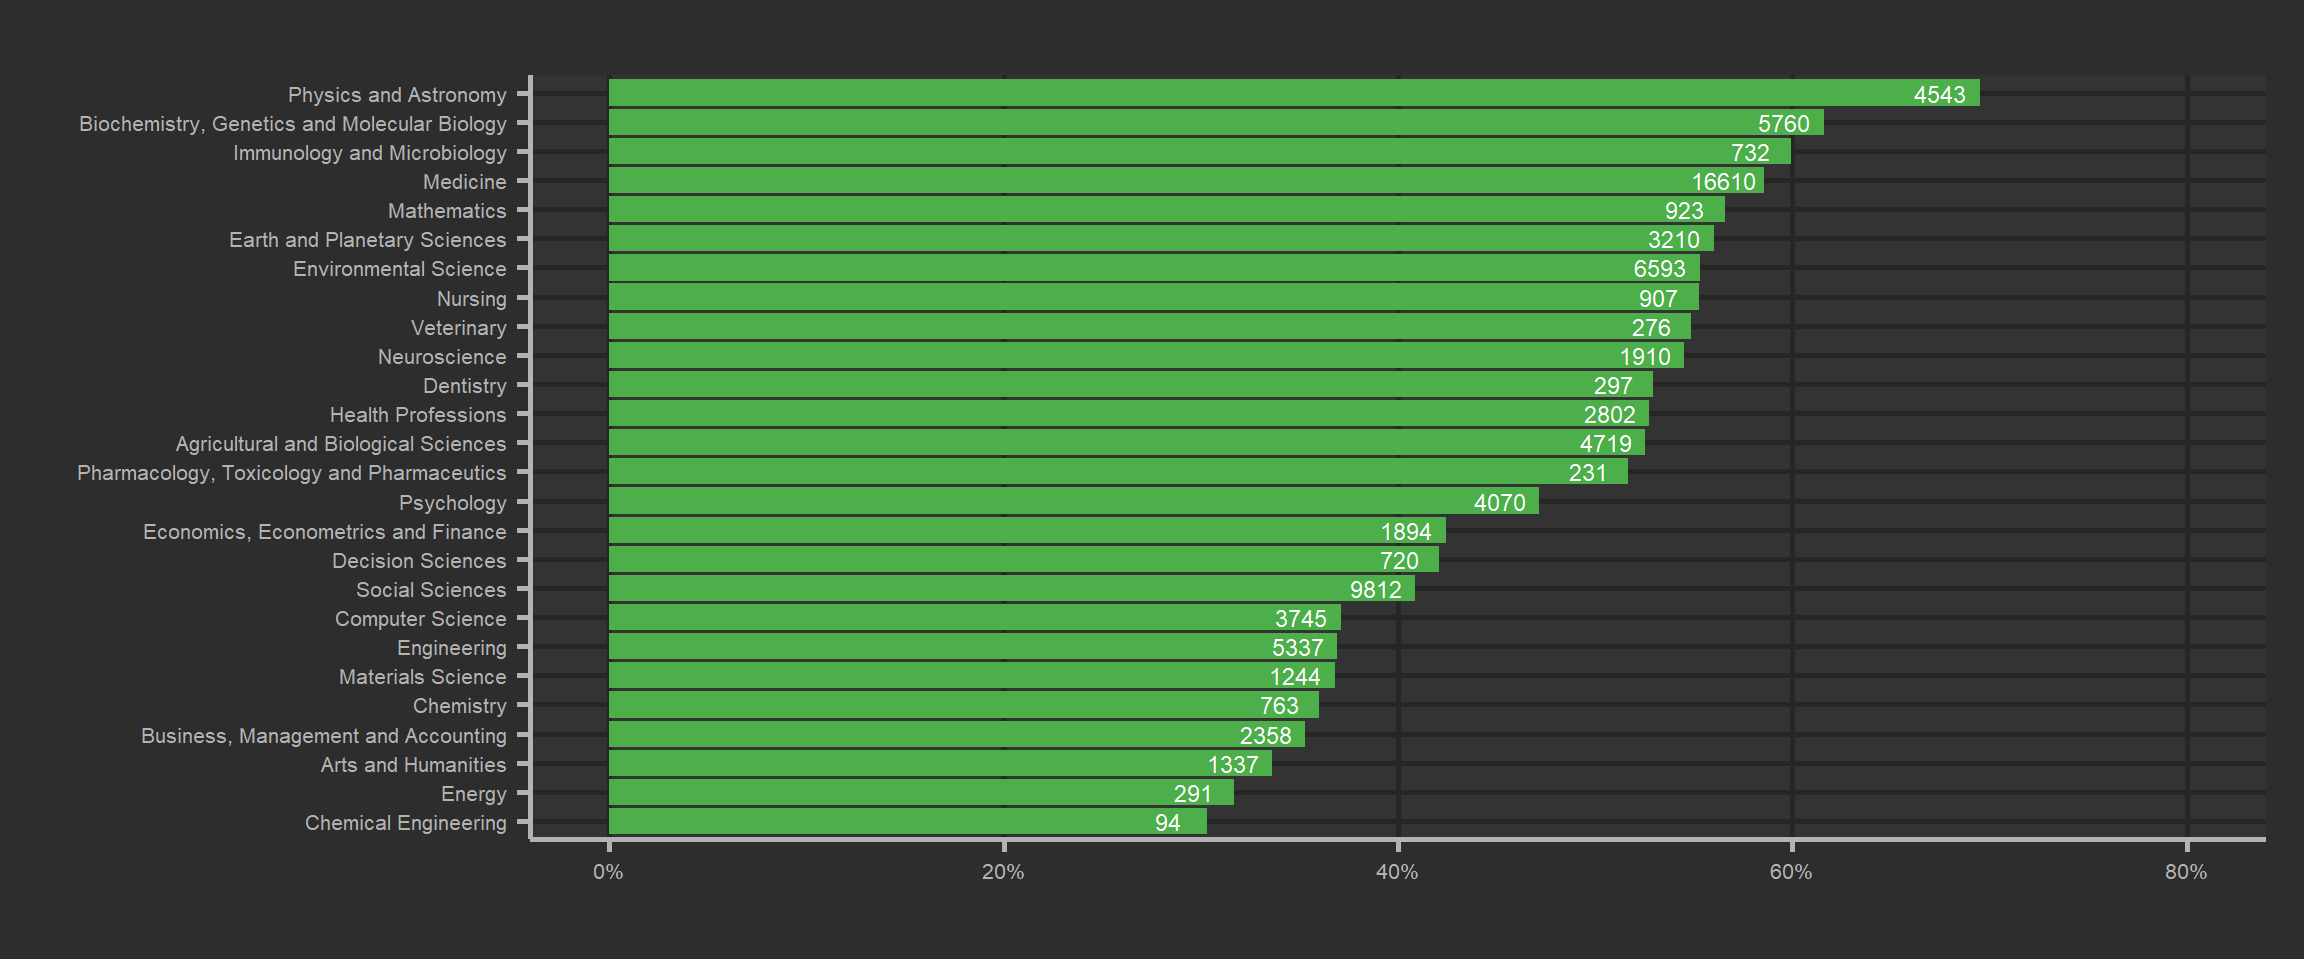 Physics and Astronomy 4543
Biochemistry, Genetics and Molecular Biology 5760
Immunology and Microbiology 732
Medicine 16610
Mathematics 923
Earth and Planetary Sciences 3210
Environmental Science 6593
Nursing 907
Veterinary 276
Neuroscience 1910
Dentistry 297
Health Professions 2802
Agricultural and Biological Sciences 4719
Pharmacology, Toxicology and Pharmaceutics 231
Psychology 4070
Economics, Econometrics and Finance 1894
Decision Sciences 720
Social Sciences 9812
Computer Science 3745
Engineering 5337
Materials Science 1244
Chemistry 763
Business, Management and Accounting 2358
Arts and Humanities 1337
Energy 291
Chemical Engineering 94
0% 20% 40% 60% 80%